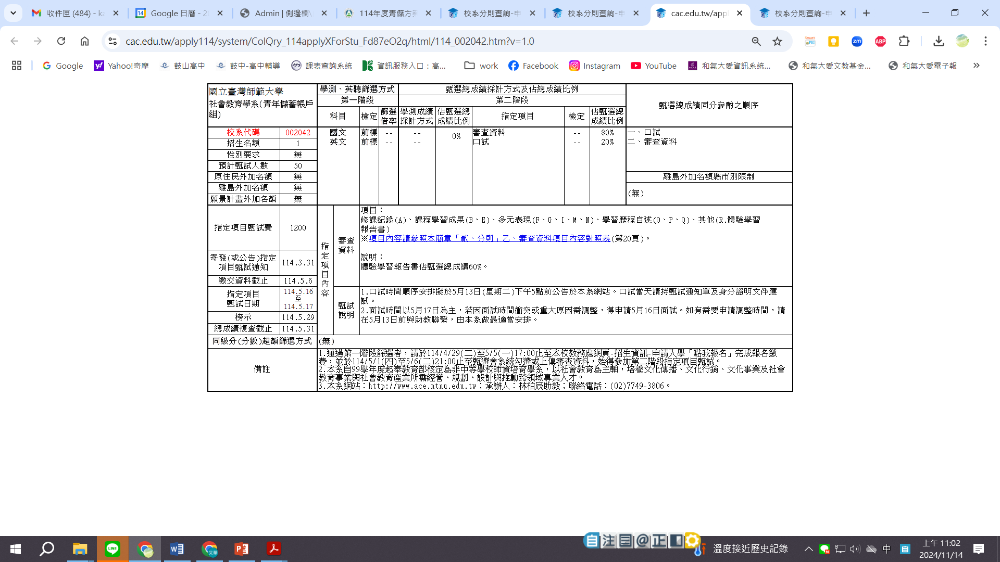 收件匣 (484) - ka
Google 日曆 - 20
Admin | 側邊欄\
114年度青儲方案
校系分則查詢-申
校系分則查詢-申
cac.edu.tw/appl
校系分則查詢-申
cac.edu.tw/apply114/system/ColQry_114applyXForStu_Fd87eO2q/html/114_002042.htm?v=1.0
Google
Yahoo!奇摩
鼓山高中
鼓中-高中輔導
課表查詢系統
資訊服務入口：高...
work
Facebook
Instagram
YouTube
和氣大愛資訊系統...
和氣大愛文教基金...
和氣大愛電子報
國立臺灣師範大學
社會教育學系(青年儲蓄帳戶
組)
學測、英聽篩選方式
甄選總成績採計方式及佔總成績比例
甄選總成績同分參酌之順序
第一階段
第二階段
科目
檢定
篩選
倍率
學測成績
採計方式
佔甄選總
成績比例
指定項目
檢定
佔甄選總
成績比例
校系代碼 002042
國文 前標 -- --
英文 前標 -- --
0%
審查資料 -- 80%
口試 -- 20%
一、口試
二、審查資料
招生名額 1
性別要求 無
預計甄試人數 50
原住民外加名額 無
離島外加名額 無
願景計畫外加名額 無
離島外加名額縣市別限制
(無)
指定項目甄試費 1200
寄發(或公告)指定
項目甄試通知
114.3.31
繳交資料截止 114.5.6
指定項目
甄試日期
114.5.16
至
114.5.17
榜示 114.5.29
總成績複查截止 114.5.31
指定項目內容
審查
資料
項目：
修課紀錄(A)、課程學習成果(B、E)、多元表現(F、G、I、M、N)、學習歷程自述(O、P、Q)、其他(R.體驗學習
報告書)
※項目內容請參照本簡章「貳、分則」乙、審查資料項目內容對照表(第20頁)。
說明：
體驗學習報告書佔甄選總成績60%。
甄試
說明
1.口試時間順序安排擬於5月13日(星期二)下午5點前公告於本系網站。口試當天請持甄試通知單及身分證明文件應
試。
2.面試時間以5月17日為主，若因面試時間衝突或重大原因需調整，得申請5月16日面試。如有需要申請調整時間，請
在5月13日前與助教聯繫，由本系做最適當安排。
同級分(分數)超額篩選方式 (無)
備註
1.通過第一階段篩選者，請於114/4/29(二)至5/5(一)17:00止至本校教務處網頁-招生資訊-申請入學「點我報名」完成報名繳
費，並於114/5/1(四)至5/6(二)21:00止至甄選會系統勾選或上傳審查資料，始得參加第二階段指定項目甄試。
2.本系自99學年度起奉教育部核定為非中等學校師資培育學系，以社會教育為主軸，培養文化傳播、文化行銷、文化事業及社會
教育事業與社會教育產業所需經營、規劃、設計與推動跨領域專業人才。
3.本系網站：http://www.ace.ntnu.edu.tw；承辦人：林柏辰助教；聯絡電話：(02)7749-3806。
自 注 @ 正
溫度接近歷史記錄
中
自
上午 11:02
2024/11/14